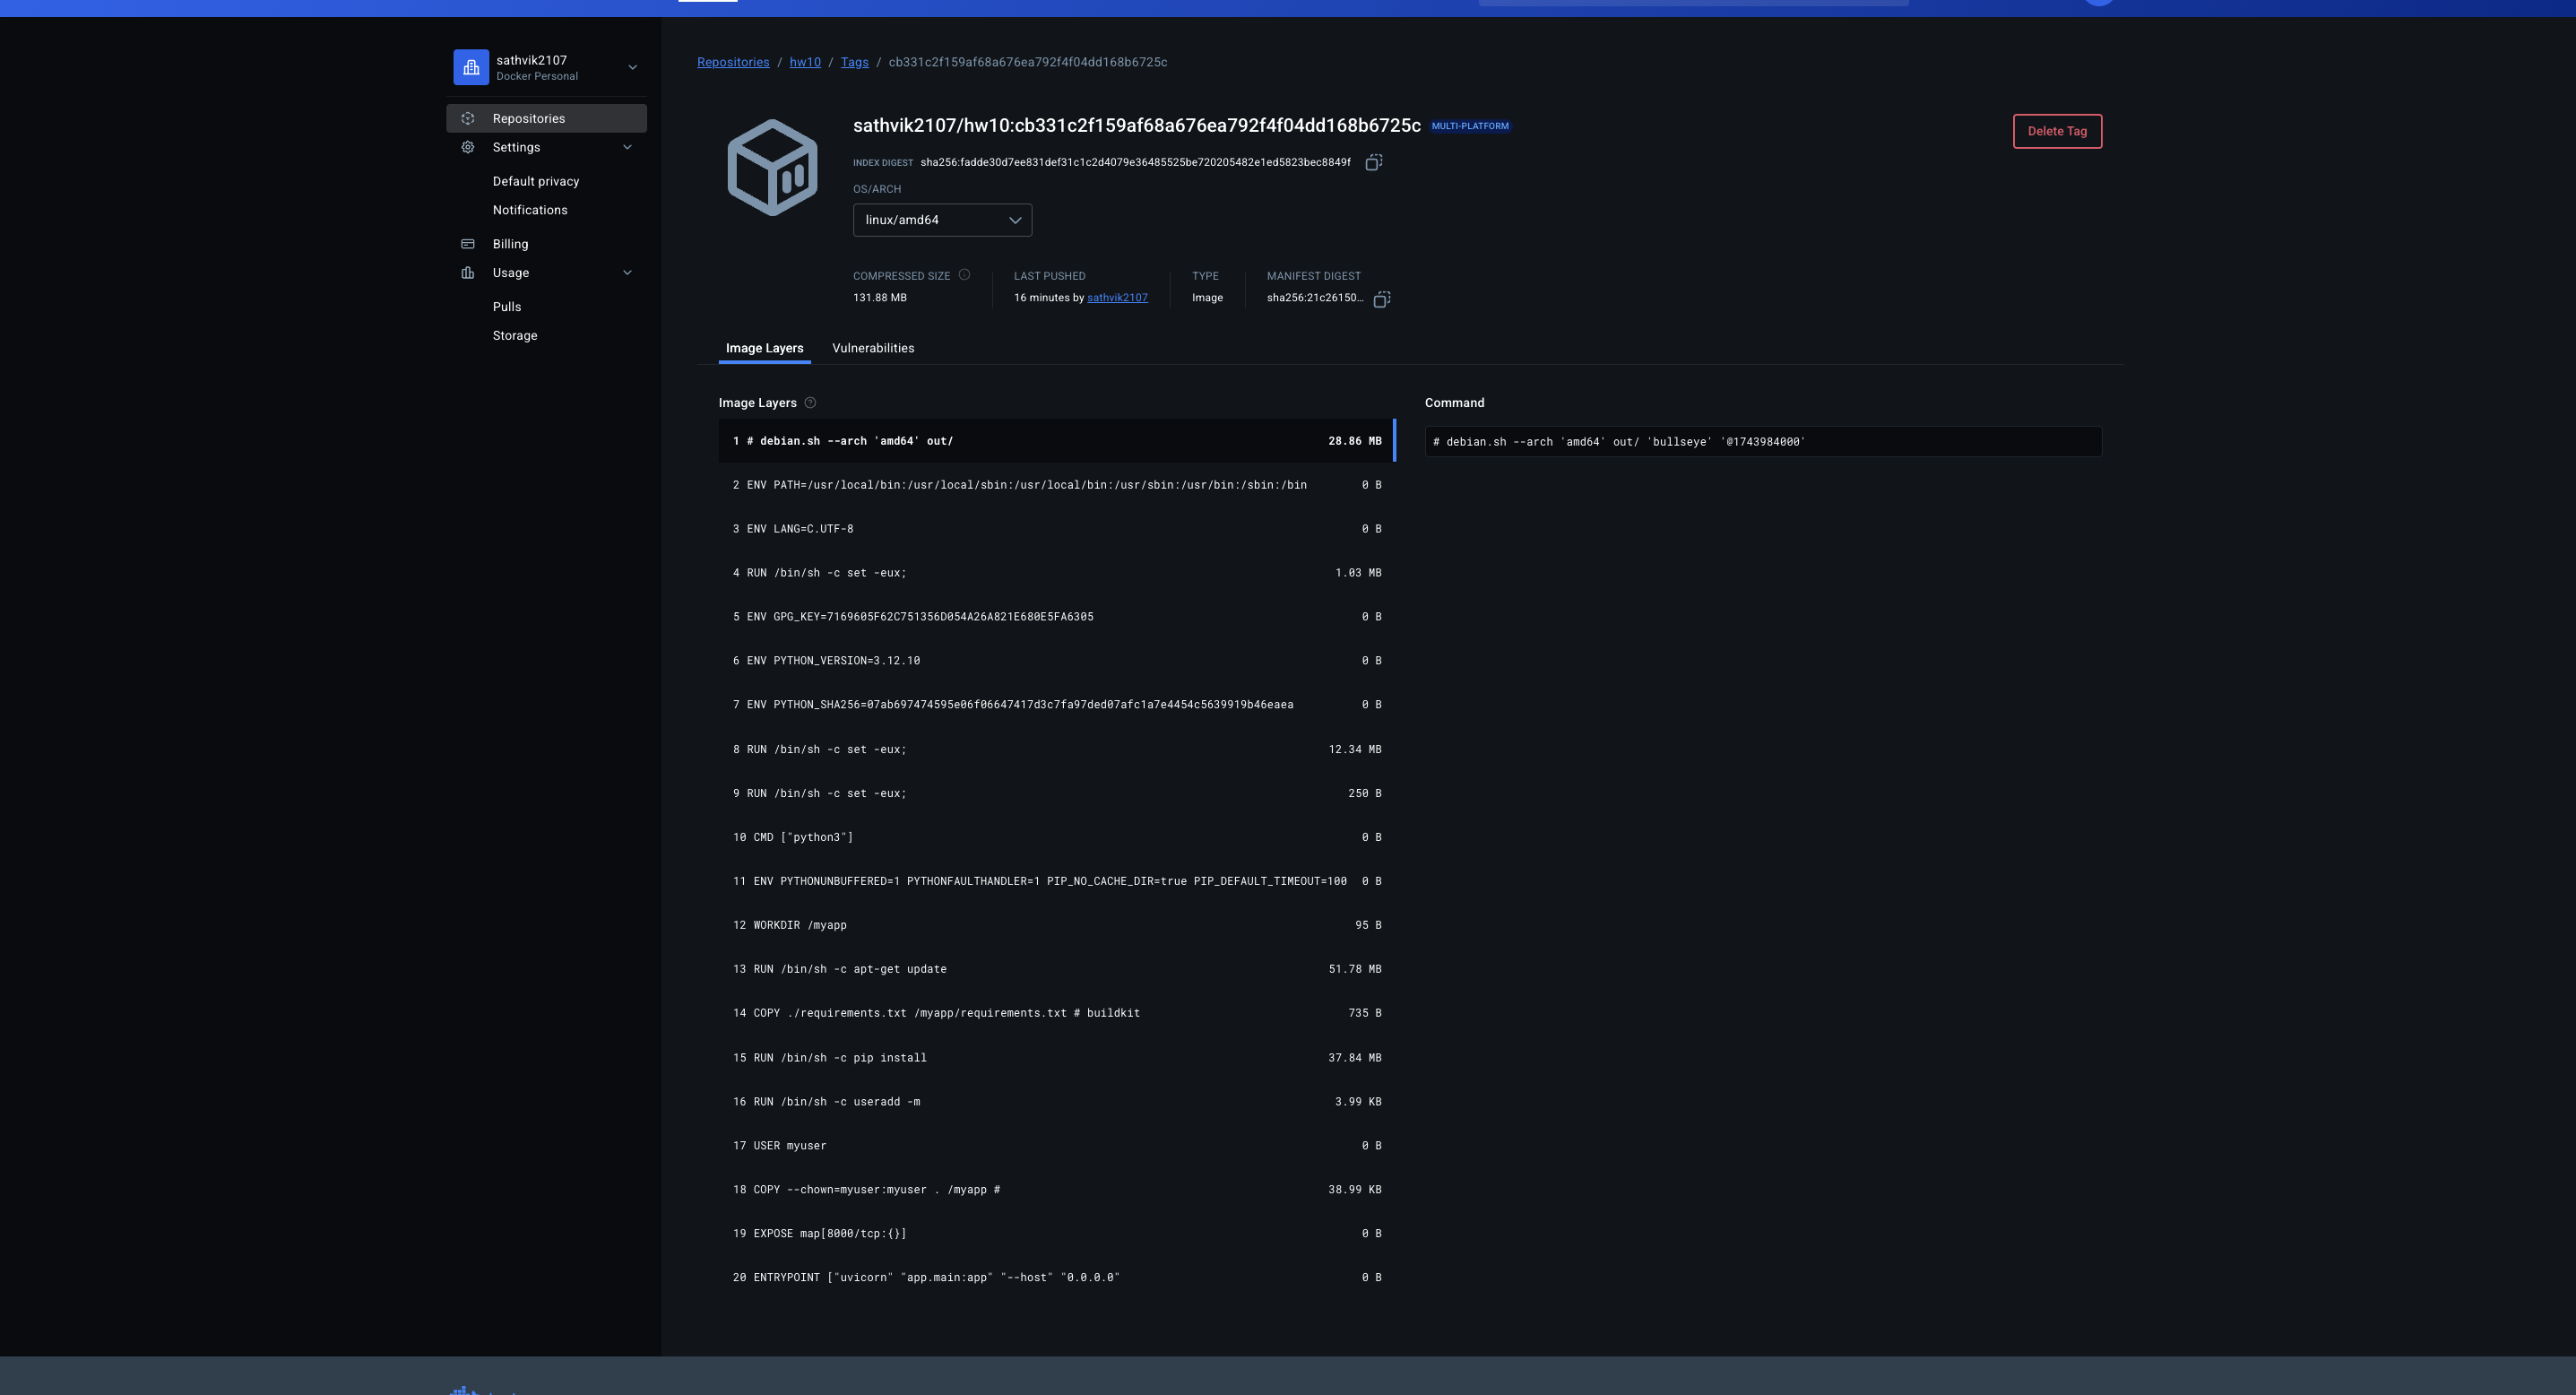 sathvik2107
Docker Personal
Repositories
Settings
Default privacy
Notifications
Billing
Usage
Pulls
Storage
Repositories / hw10 / Tags / cb331c2f159af68a676ea792f4f04dd168b6725c
sathvik2107/hw10:cb331c2f159af68a676ea792f4f04dd168b6725c MULTI-PLATFORM
Delete Tag
INDEX DIGEST sha256:fadde30d7ee831def31c1c2d4079e36485525be720205482e1ed5823bec8849f
OS/ARCH
linux/amd64
COMPRESSED SIZE LAST PUSHED TYPE MANIFEST DIGEST
131.88 MB 16 minutes by sathvik2107 Image sha256:21c26150...
Image Layers Vulnerabilities
Image Layers
1 # debian.sh --arch 'amd64' out/ 28.86 MB
2 ENV PATH=/usr/local/bin:/usr/local/sbin:/usr/local/bin:/usr/sbin:/usr/bin:/sbin:/bin 0 B
3 ENV LANG=C.UTF-8 0 B
4 RUN /bin/sh -c set -eux; 1.03 MB
5 ENV GPG_KEY=7169605F62C751356D054A26A821E680E5FA6305 0 B
6 ENV PYTHON_VERSION=3.12.10 0 B
7 ENV PYTHON_SHA256=07ab697474595e06f06647417d3c7fa97ded07afc1a7e4454c5639919b46eaea 0 B
8 RUN /bin/sh -c set -eux; 12.34 MB
9 RUN /bin/sh -c set -eux; 250 B
10 CMD ["python3"] 0 B
11 ENV PYTHONUNBUFFERED=1 PYTHONFAULTHANDLER=1 PIP_NO_CACHE_DIR=true PIP_DEFAULT_TIMEOUT=100 0 B
12 WORKDIR /myapp 95 B
13 RUN /bin/sh -c apt-get update 51.78 MB
14 COPY ./requirements.txt /myapp/requirements.txt # buildkit 735 B
15 RUN /bin/sh -c pip install 37.84 MB
16 RUN /bin/sh -c useradd -m 3.99 KB
17 USER myuser 0 B
18 COPY --chown=myuser:myuser . /myapp # 38.99 KB
19 EXPOSE map[8000/tcp:{}] 0 B
20 ENTRYPOINT ["uvicorn" "app.main:app" "--host" "0.0.0.0" 0 B
Command
# debian.sh --arch 'amd64' out/ 'bullseye' '@1743984000'